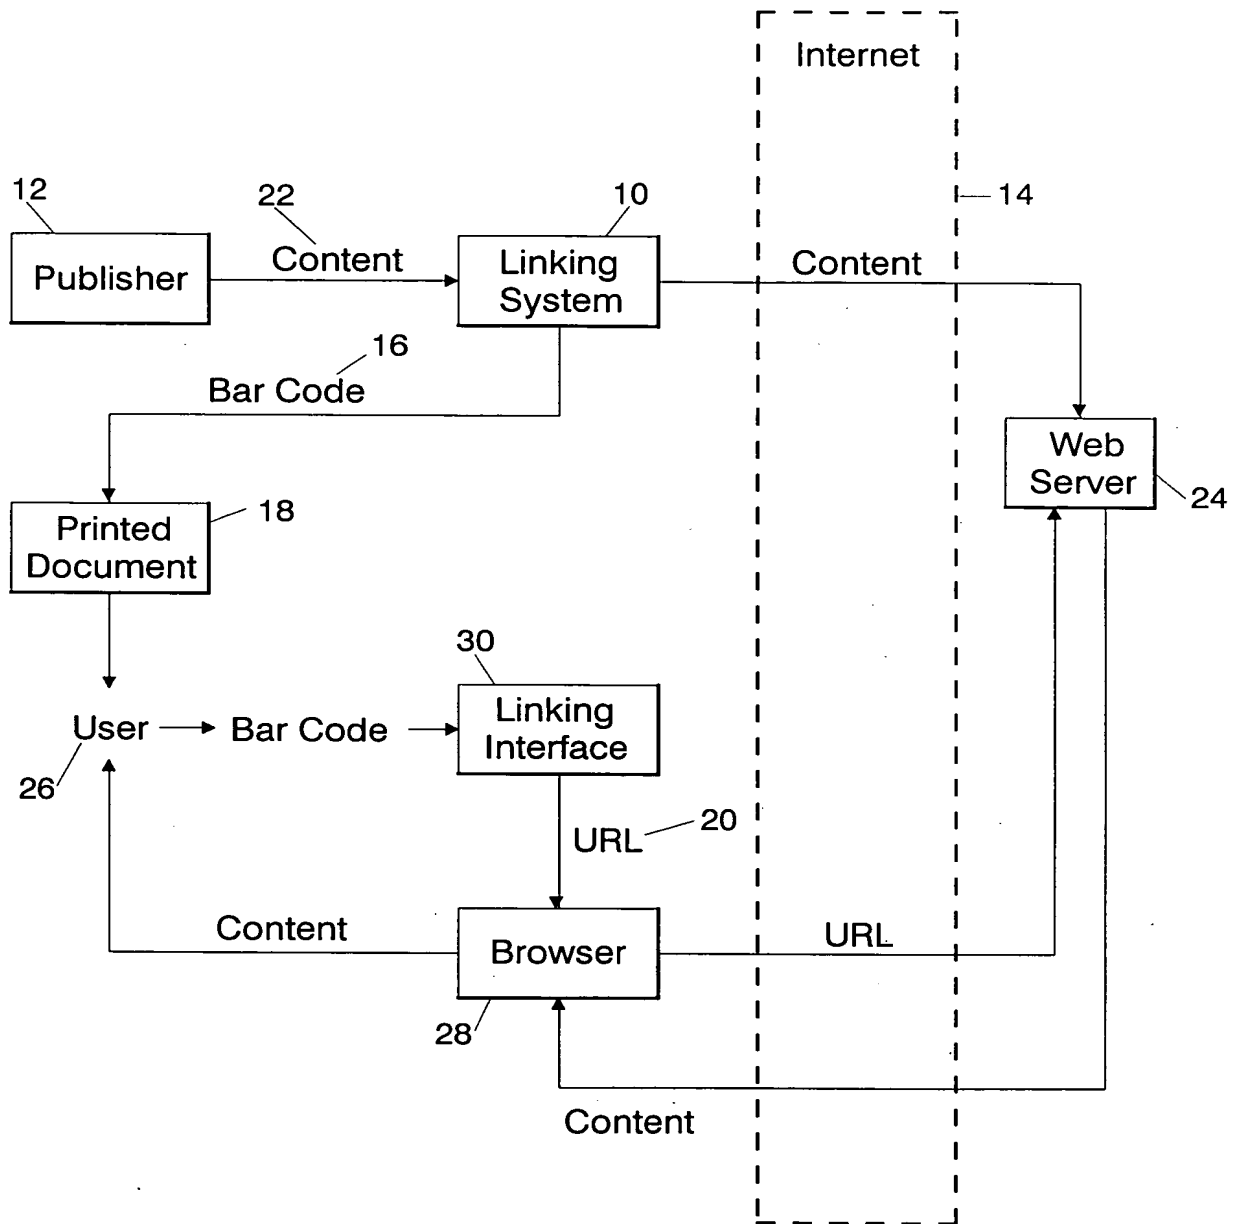 Internet
12
22
10
14
Publisher
Content
Linking
System
Content
16
Bar Code
Web
Server
24
18
Printed
Document
30
Linking
Interface
User
Bar Code
26
20
URL
Content
Browser
URL
28
Content